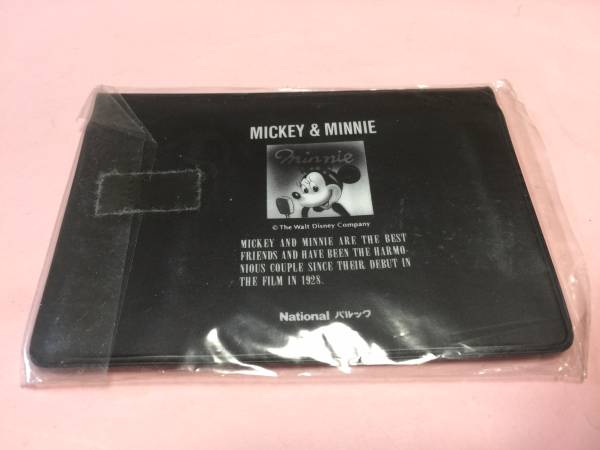 MICKEY & MINNIE
minnie
© The Walt Disney Company
MICKEY AND MINNIE ARE THE BEST
FRIENDS AND HAVE BEEN THE HARMO-
NIOUS COUPLE SINCE THEIR DEBUT IN
THE FILM IN 1928.
National パルック